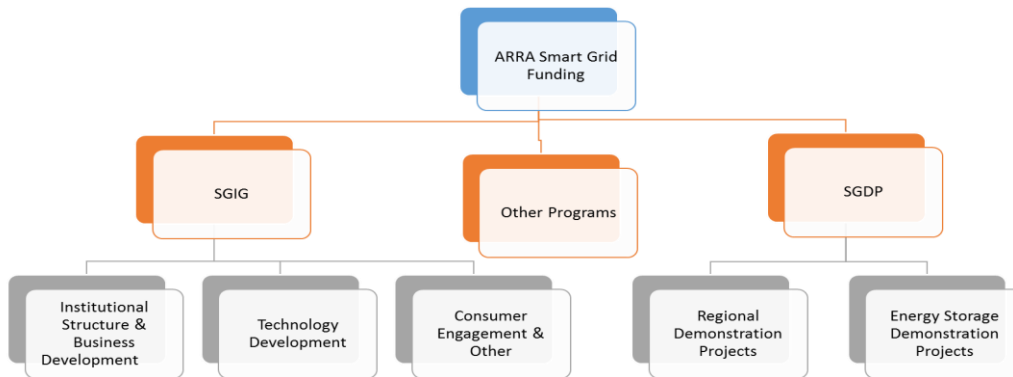 ARRA Smart Grid
Funding
SGIG
Other Programs
SGDP
Institutional
Structure &
Business
Development
Technology
Development
Consumer
Engagement &
Other
Regional
Demonstration
Projects
Energy Storage
Demonstration
Projects